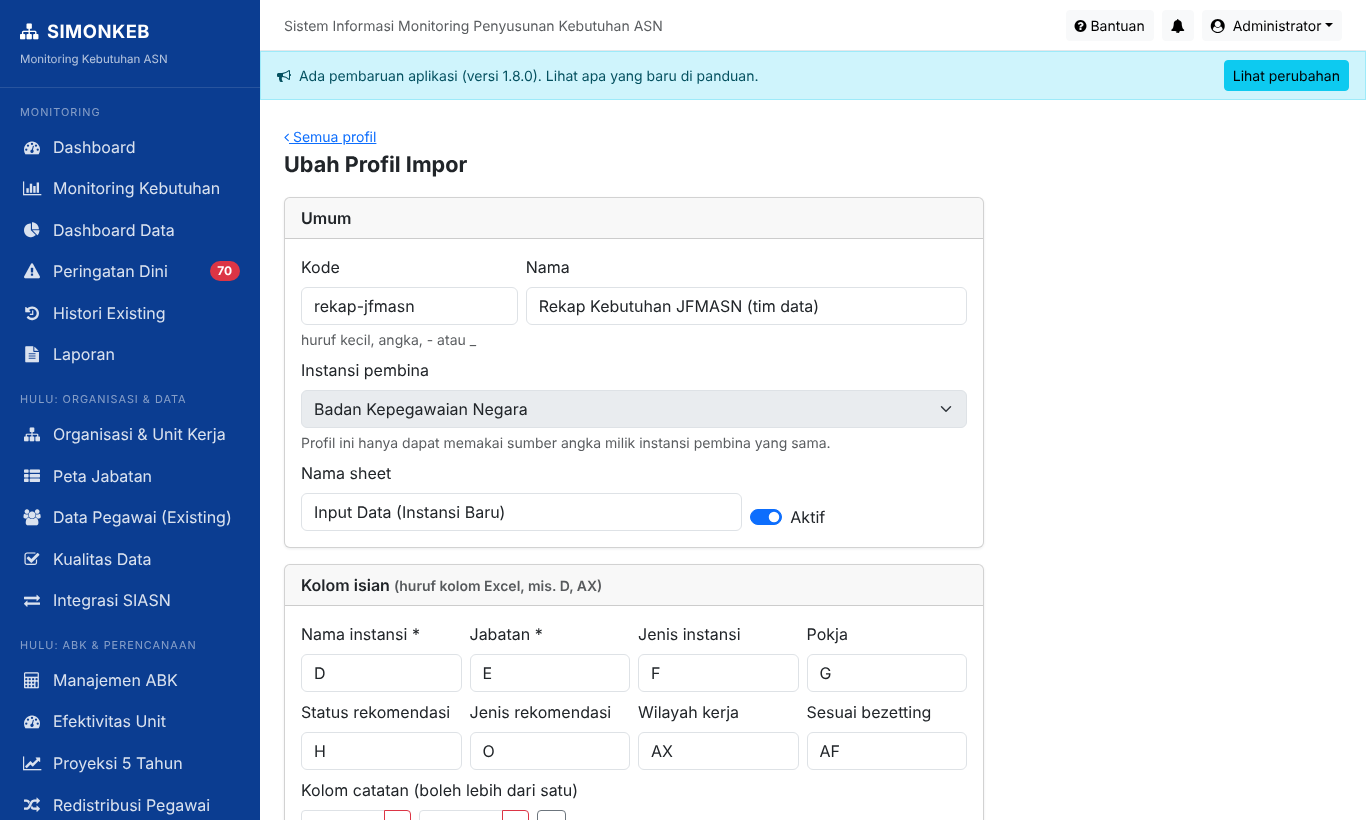 SIMONKEB
Monitoring Kebutuhan ASN
MONITORING
Dashboard
Monitoring Kebutuhan
Dashboard Data
Peringatan Dini 70
Histori Existing
Laporan
HULU: ORGANISASI & DATA
Organisasi & Unit Kerja
Peta Jabatan
Data Pegawai (Existing)
Kualitas Data
Integrasi SIASN
HULU: ABK & PERENCANAAN
Manajemen ABK
Efektivitas Unit
Proyeksi 5 Tahun
Redistribusi Pegawai
Sistem Informasi Monitoring Penyusunan Kebutuhan ASN
Bantuan
Administrator
Ada pembaruan aplikasi (versi 1.8.0). Lihat apa yang baru di panduan.
Lihat perubahan
Semua profil
Ubah Profil Impor
Umum
Kode Nama
rekap-jfmasn Rekap Kebutuhan JFMASN (tim data)
huruf kecil, angka, - atau _
Instansi pembina
Badan Kepegawaian Negara
Profil ini hanya dapat memakai sumber angka milik instansi pembina yang sama.
Nama sheet
Input Data (Instansi Baru) Aktif
Kolom isian (huruf kolom Excel, mis. D, AX)
Nama instansi * Jabatan * Jenis instansi Pokja
D E F G
Status rekomendasi Jenis rekomendasi Wilayah kerja Sesuai bezetting
H O AX AF
Kolom catatan (boleh lebih dari satu)